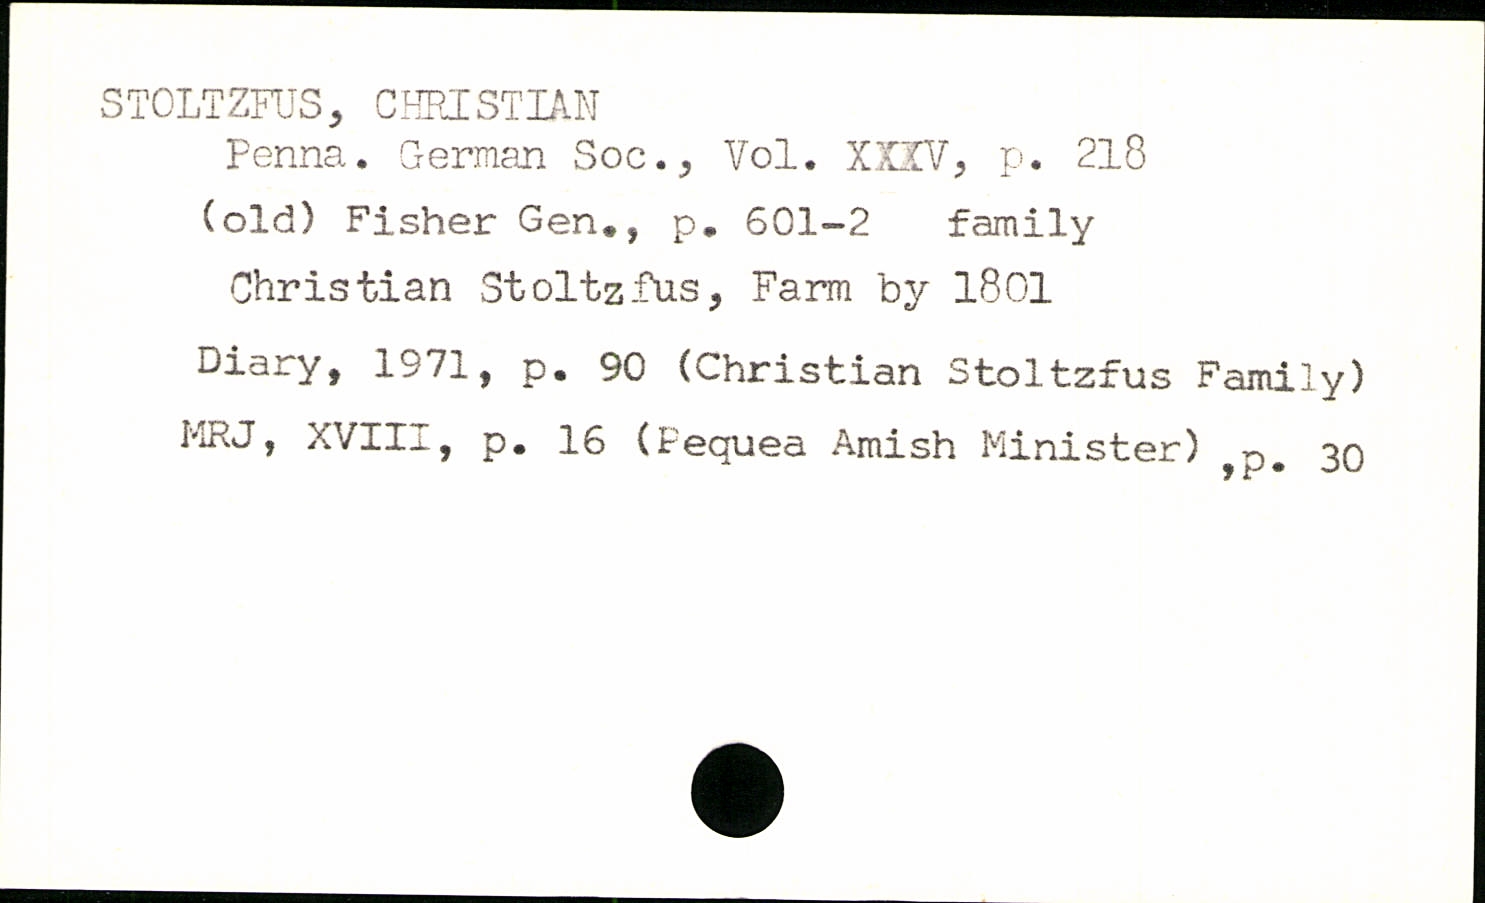 STOLTZFUS, CHRISTIAN
Penna. German Soc., Vol. XXXV, p. 218
(old) Fisher Gen., p. 601-2 family
Christian Stoltzfus, Farm by 1801
Diary, 1971, p. 90 (Christian Stoltzfus Family)
MRJ, XVIII, p. 16 (Pequea Amish Minister) ,p. 30